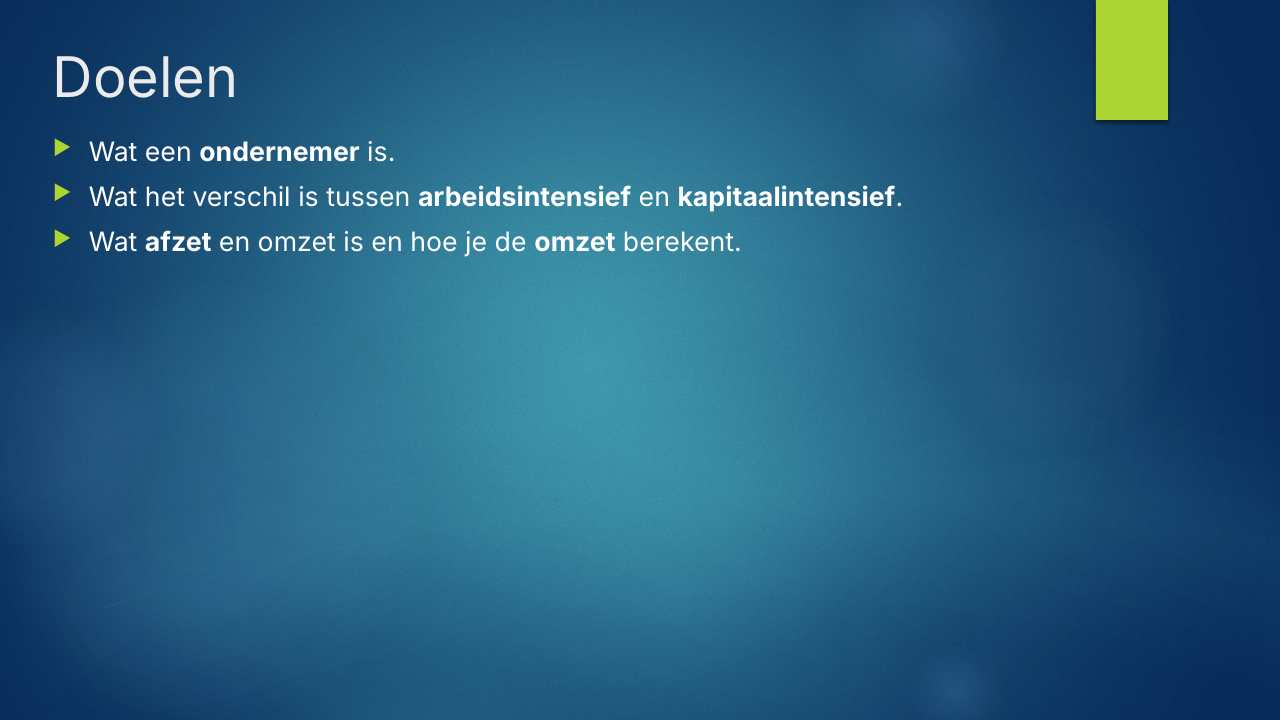 Doelen
Wat een ondernemer is.
Wat het verschil is tussen arbeidsintensief en kapitaalintensief.
Wat afzet en omzet is en hoe je de omzet berekent.